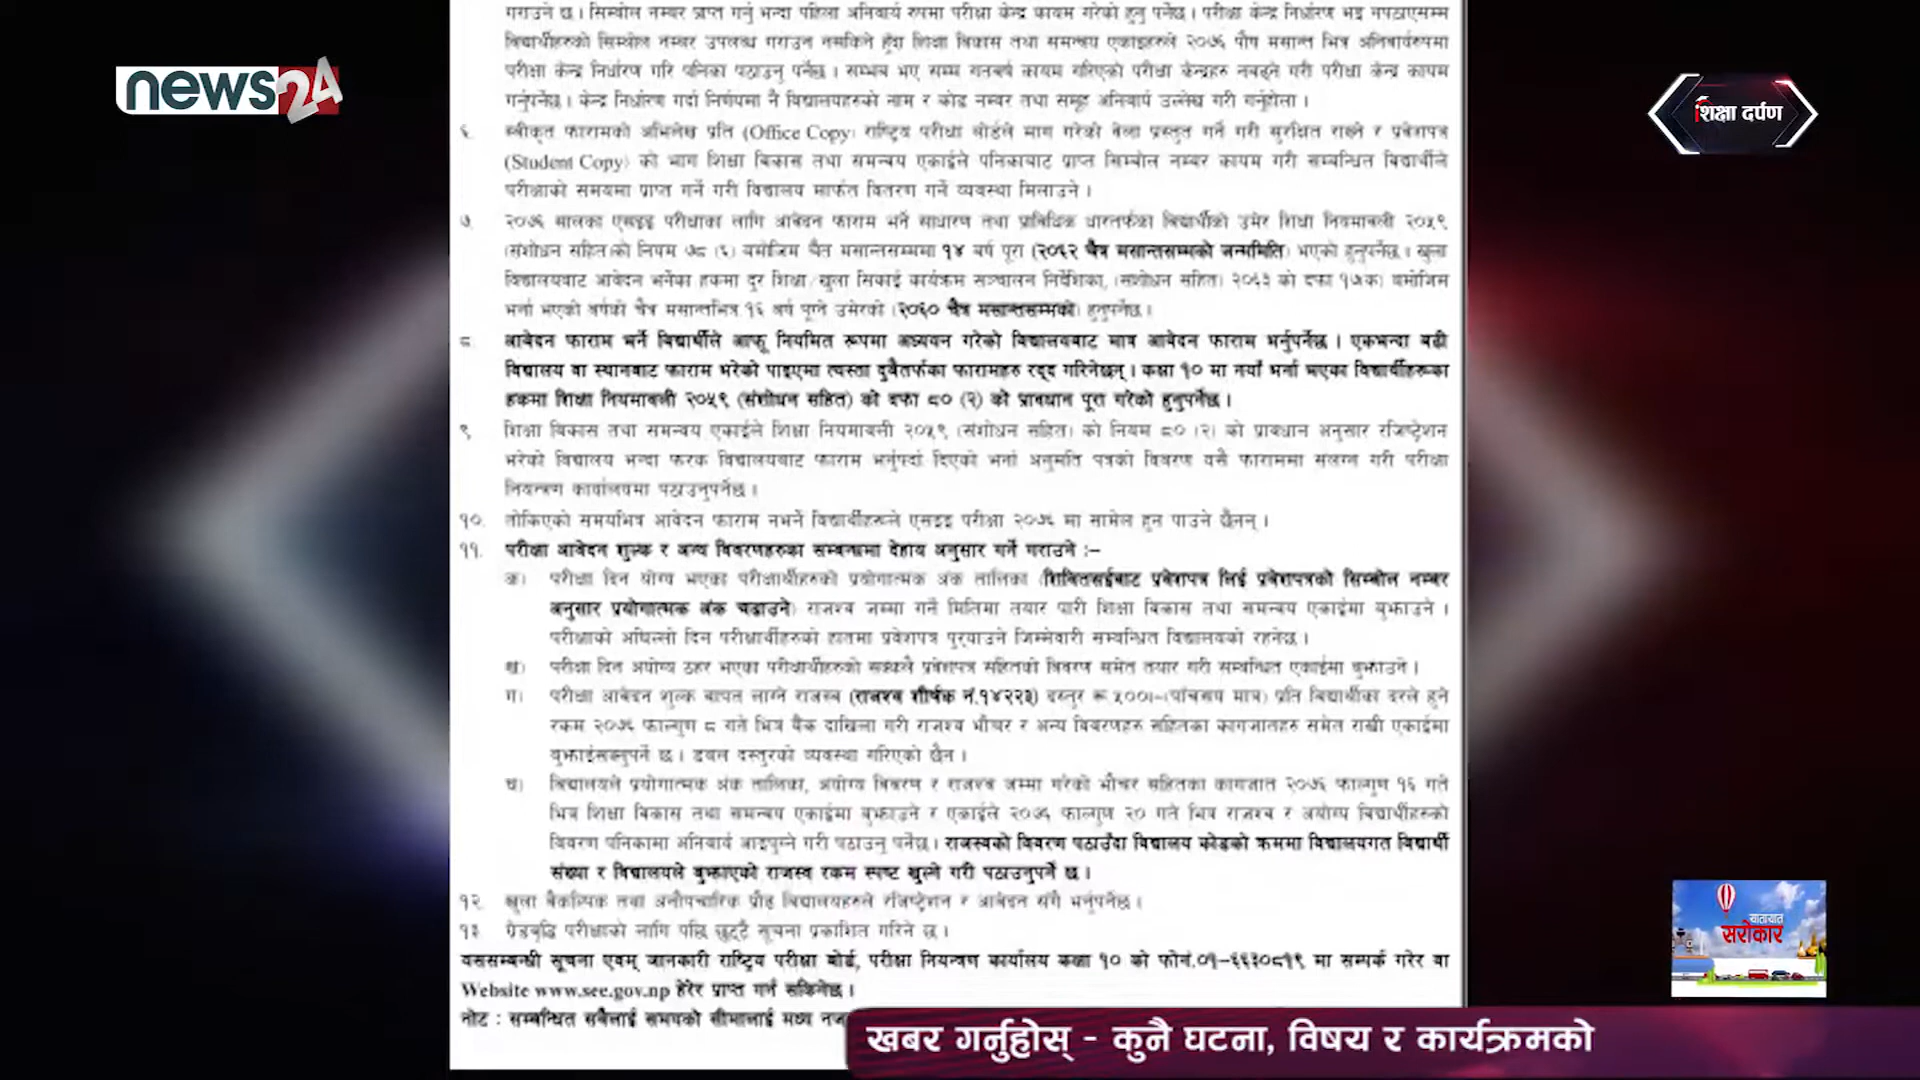 गराउने छ । सिम्बोल नम्बर प्राप्त गर्नु भन्दा पहिला अनिवार्य रुपमा परीक्षा केन्द्र कायम गरेको हुनु पर्नेछ । परीक्षा केन्द्र निर्धारण भइ नपठाएसम्म
विद्यार्थीहरुको सिम्बोल नम्बर उपलब्ध गराउन नसकिने हुँदा शिक्षा विकास तथा समन्वय एकाइहरुले २०७६ पौष मसान्त भित्र अनिवार्यरुपमा
परीक्षा केन्द्र निर्धारण गरि पनिका पठाउनु पर्नेछ । सम्भव भए सम्म गतवर्ष कायम गरिएको परीक्षा केन्द्रहरु नबढ्ने गरी परीक्षा केन्द्र कायम
गर्नुपर्नेछ । केन्द्र निर्धारण गर्दा निर्णयमा नै विद्यालयहरुको नाम र कोड नम्बर तथा समूह अनिवार्य उल्लेख गरी गर्नुहोला ।
news24
शिक्षा दर्पण
६. स्वीकृत फारामको अभिलेख प्रति (Office Copy) राष्ट्रिय परीक्षा बोर्डले माग गरेको बेला प्रस्तुत गर्ने गरी सुरक्षित राख्ने र प्रवेशपत्र
(Student Copy) को भाग शिक्षा विकास तथा समन्वय एकाईले पनिकाबाट प्राप्त सिम्बोल नम्बर कायम गरी सम्बन्धित विद्यार्थीले
परीक्षाको समयमा प्राप्त गर्ने गरी विद्यालय मार्फत वितरण गर्ने व्यवस्था मिलाउने ।
७. २०७६ सालका एसइइ परीक्षाका लागि आवेदन फाराम भर्ने साधारण तथा प्राविधिक धारतर्फका विद्यार्थीको उमेर शिक्षा नियमावली २०५९
(संशोधन सहित)को नियम ७८ (६) बमोजिम चैत मसान्तसम्ममा १४ वर्ष पूरा (२०६२ चैत्र मसान्तसम्मको जन्ममिति) भएको हुनुपर्नेछ । खुला
विद्यालयबाट आवेदन भर्नेका हकमा दुर शिक्षा/खुला सिकाई कार्यक्रम सञ्चालन निर्देशिका, (संशोधन सहित) २०६३ को दफा १५(क) बमोजिम
भर्ना भएको वर्षको चैत्र मसान्तभित्र १६ वर्ष पूग्ने उमेरको (२०६० चैत्र मसान्तसम्मको) हुनुपर्नेछ ।
८. आवेदन फाराम भर्ने विद्यार्थीले आफू नियमित रूपमा अध्ययन गरेको विद्यालयबाट मात्र आवेदन फाराम भर्नुपर्नेछ । एकभन्दा बढी
विद्यालय वा स्थानबाट फाराम भरेको पाइएमा त्यस्ता दुवैतर्फका फारामहरु रद्द गरिनेछन् । कक्षा १० मा नयाँ भर्ना भएका विद्यार्थीहरुका
हकमा शिक्षा नियमावली २०५९ (संशोधन सहित) को दफा ८० (२) को प्रावधान पूरा गरेको हुनुपर्नेछ ।
९. शिक्षा विकास तथा समन्वय एकाईले शिक्षा नियमावली २०५९ (संशोधन सहित) को नियम ८० (२) को प्रावधान अनुसार रजिष्ट्रेशन
भरेको विद्यालय भन्दा फरक विद्यालयबाट फाराम भर्नुपर्दा दिएको भर्ना अनुमति पत्रको विवरण यसै फाराममा संलग्न गरी परीक्षा
नियन्त्रण कार्यालयमा पठाउनुपर्नेछ ।
१०. तोकिएको समयभित्र आवेदन फाराम नभर्ने विद्यार्थीहरुले एसइइ परीक्षा २०७६ मा सामेल हुन पाउने छैनन् ।
११. परीक्षा आवेदन शुल्क र अन्य विवरणहरुका सम्बन्धमा देहाय अनुसार गर्ने गराउने :–
क) परीक्षा दिन योग्य भएका परीक्षार्थीहरुको प्रयोगात्मक अंक तालिका (शिवितसईबाट प्रवेशपत्र लिई प्रवेशपत्रको सिम्बोल नम्बर
अनुसार प्रयोगात्मक अंक चढाउने) राजश्व जम्मा गर्ने मितिमा तयार पारी शिक्षा विकास तथा समन्वय एकाईमा बुझाउने ।
परीक्षाको अघिल्लो दिन परीक्षार्थीहरुको हातमा प्रवेशपत्र पुर्‍याउने जिम्मेवारी सम्बन्धित विद्यालयको रहनेछ ।
ख) परीक्षा दिन अयोग्य ठहर भएका परीक्षार्थीहरुको सक्कलै प्रवेशपत्र सहितको विवरण समेत तयार गरी सम्बन्धित एकाईमा बुझाउने ।
ग) परीक्षा आवेदन शुल्क बापत लाग्ने राजस्व (राजश्व शीर्षक नं.१४२२३) दस्तुर रू ५००।–(पाँचसय मात्र) प्रति विद्यार्थीका दरले हुने
रकम २०७६ फाल्गुण ८ गते भित्र बैंक दाखिला गरी राजश्व भौचर र अन्य विवरणहरु सहितका कागजातहरु समेत राखी एकाईमा
बुझाईसक्नुपर्ने छ । डबल दस्तुरको व्यवस्था गरिएको छैन ।
घ) विद्यालयले प्रयोगात्मक अंक तालिका, अयोग्य विवरण र राजश्व जम्मा गरेको भौचर सहितका कागजात २०७६ फाल्गुण १६ गते
भित्र शिक्षा विकास तथा समन्वय एकाईमा बुझाउने र एकाईले २०७६ फाल्गुण २० गते भित्र राजश्व र अयोग्य विद्यार्थीहरुको
विवरण पनिकामा अनिवार्य आइपुग्ने गरी पठाउनु पर्नेछ । राजस्वको विवरण पठाउँदा विद्यालय कोडको क्रममा विद्यालयगत विद्यार्थी
संख्या र विद्यालयले बुझाएको राजस्व रकम स्पष्ट खुल्ने गरी पठाउनुपर्ने छ ।
१२. खुला वैकल्पिक तथा अनौपचारिक प्रौढ विद्यालयहरुले रजिष्ट्रेशन र आवेदन सँगै भर्नुपर्नेछ ।
१३. ग्रेडवृद्धि परीक्षाको लागि पछि छुट्टै सूचना प्रकाशित गरिने छ ।
यससम्बन्धी सूचना एवम् जानकारी राष्ट्रिय परीक्षा बोर्ड, परीक्षा नियन्त्रण कार्यालय कक्षा १० को फोनं.०१–६६३०८१९ मा सम्पर्क गरेर वा
Website www.see.gov.np हेरेर प्राप्त गर्न सकिनेछ ।
नोट : सम्बन्धित सबैलाई समयको सीमालाई मध्य
यातायात
सरोकार
खबर गर्नुहोस् - कुनै घटना, विषय र कार्यक्रमको